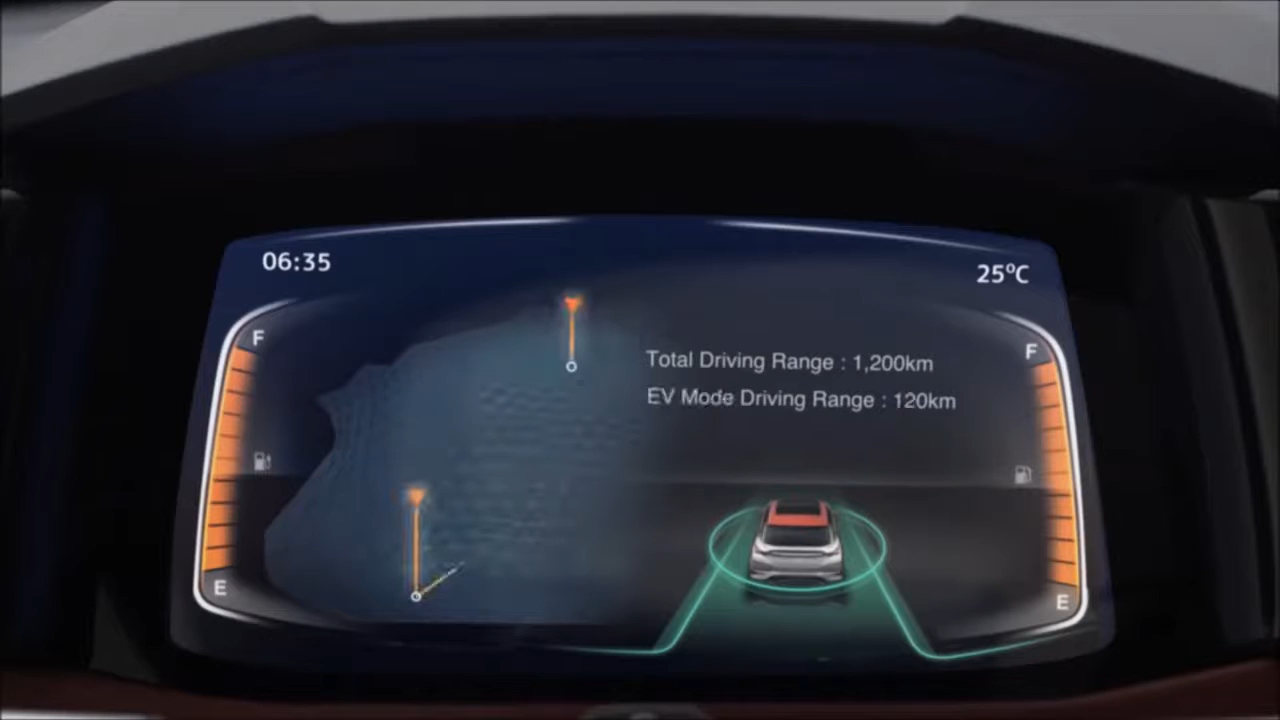 06:35
25°C
F
F
Total Driving Range : 1,200km
EV Mode Driving Range : 120km
E
E